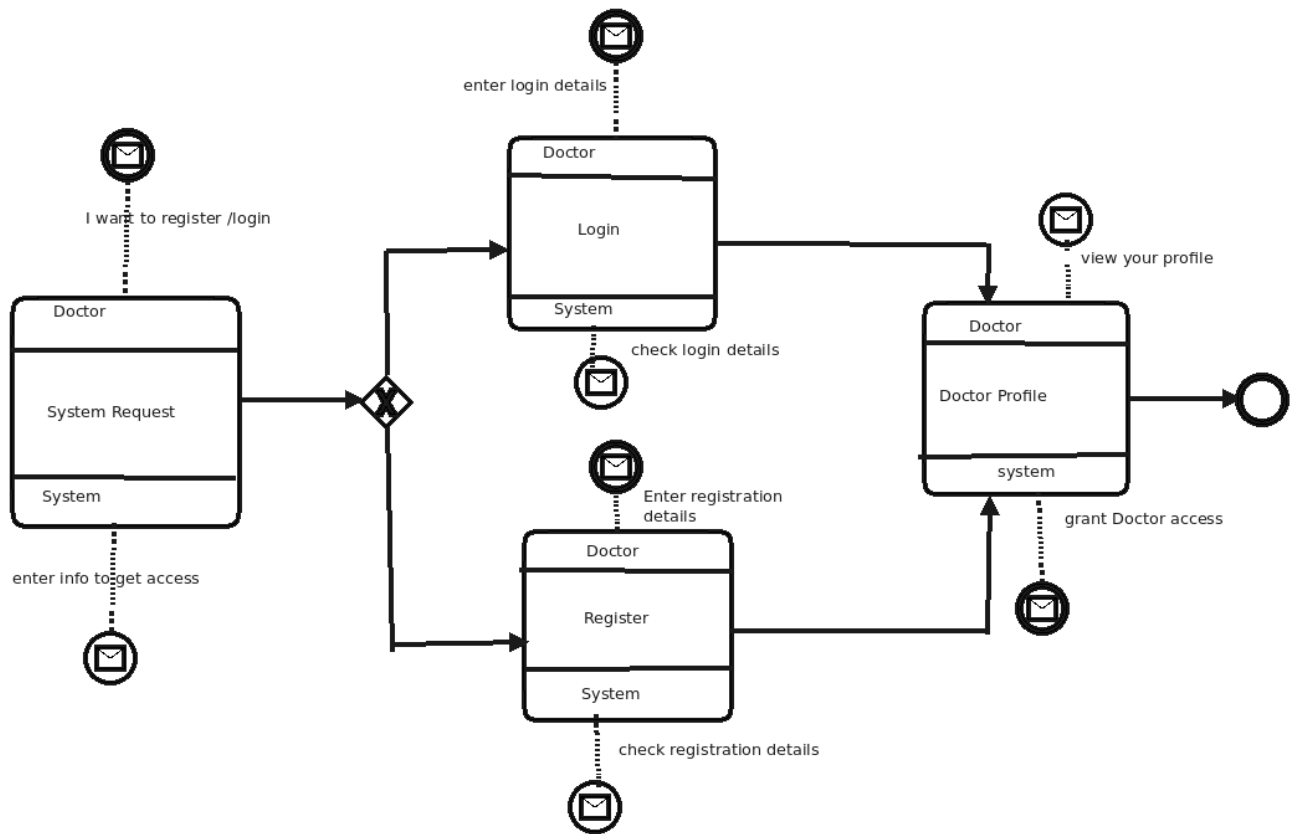 enter login details
Doctor
Login
System
check login details
I want to register /login
Doctor
System Request
System
enter info to get access
X
Enter registration
details
Doctor
Register
System
check registration details
view your profile
Doctor
Doctor Profile
system
grant Doctor access